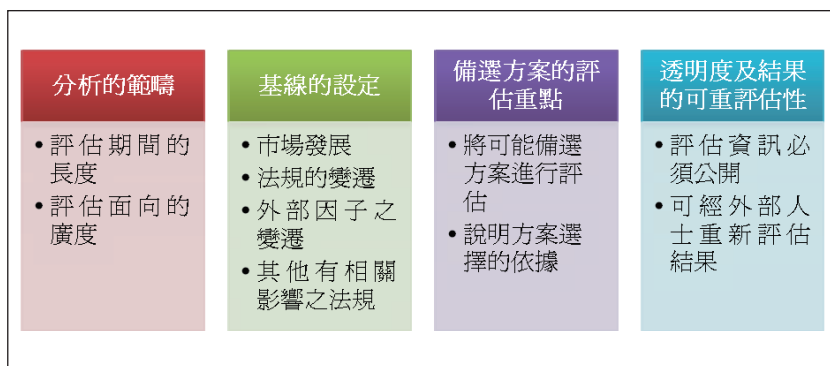 分析的範疇
• 評估期間的
長度
• 評估面向的
廣度
基線的設定
• 市場發展
• 法規的變遷
• 外部因子之
變遷
• 其他有相關
影響之法規
備選方案的評
估重點
• 將可能備選
方案進行評
估
• 說明方案選
擇的依據
透明度及結果
的可重評估性
• 評估資訊必
須公開
• 可經外部人
士重新評估
結果